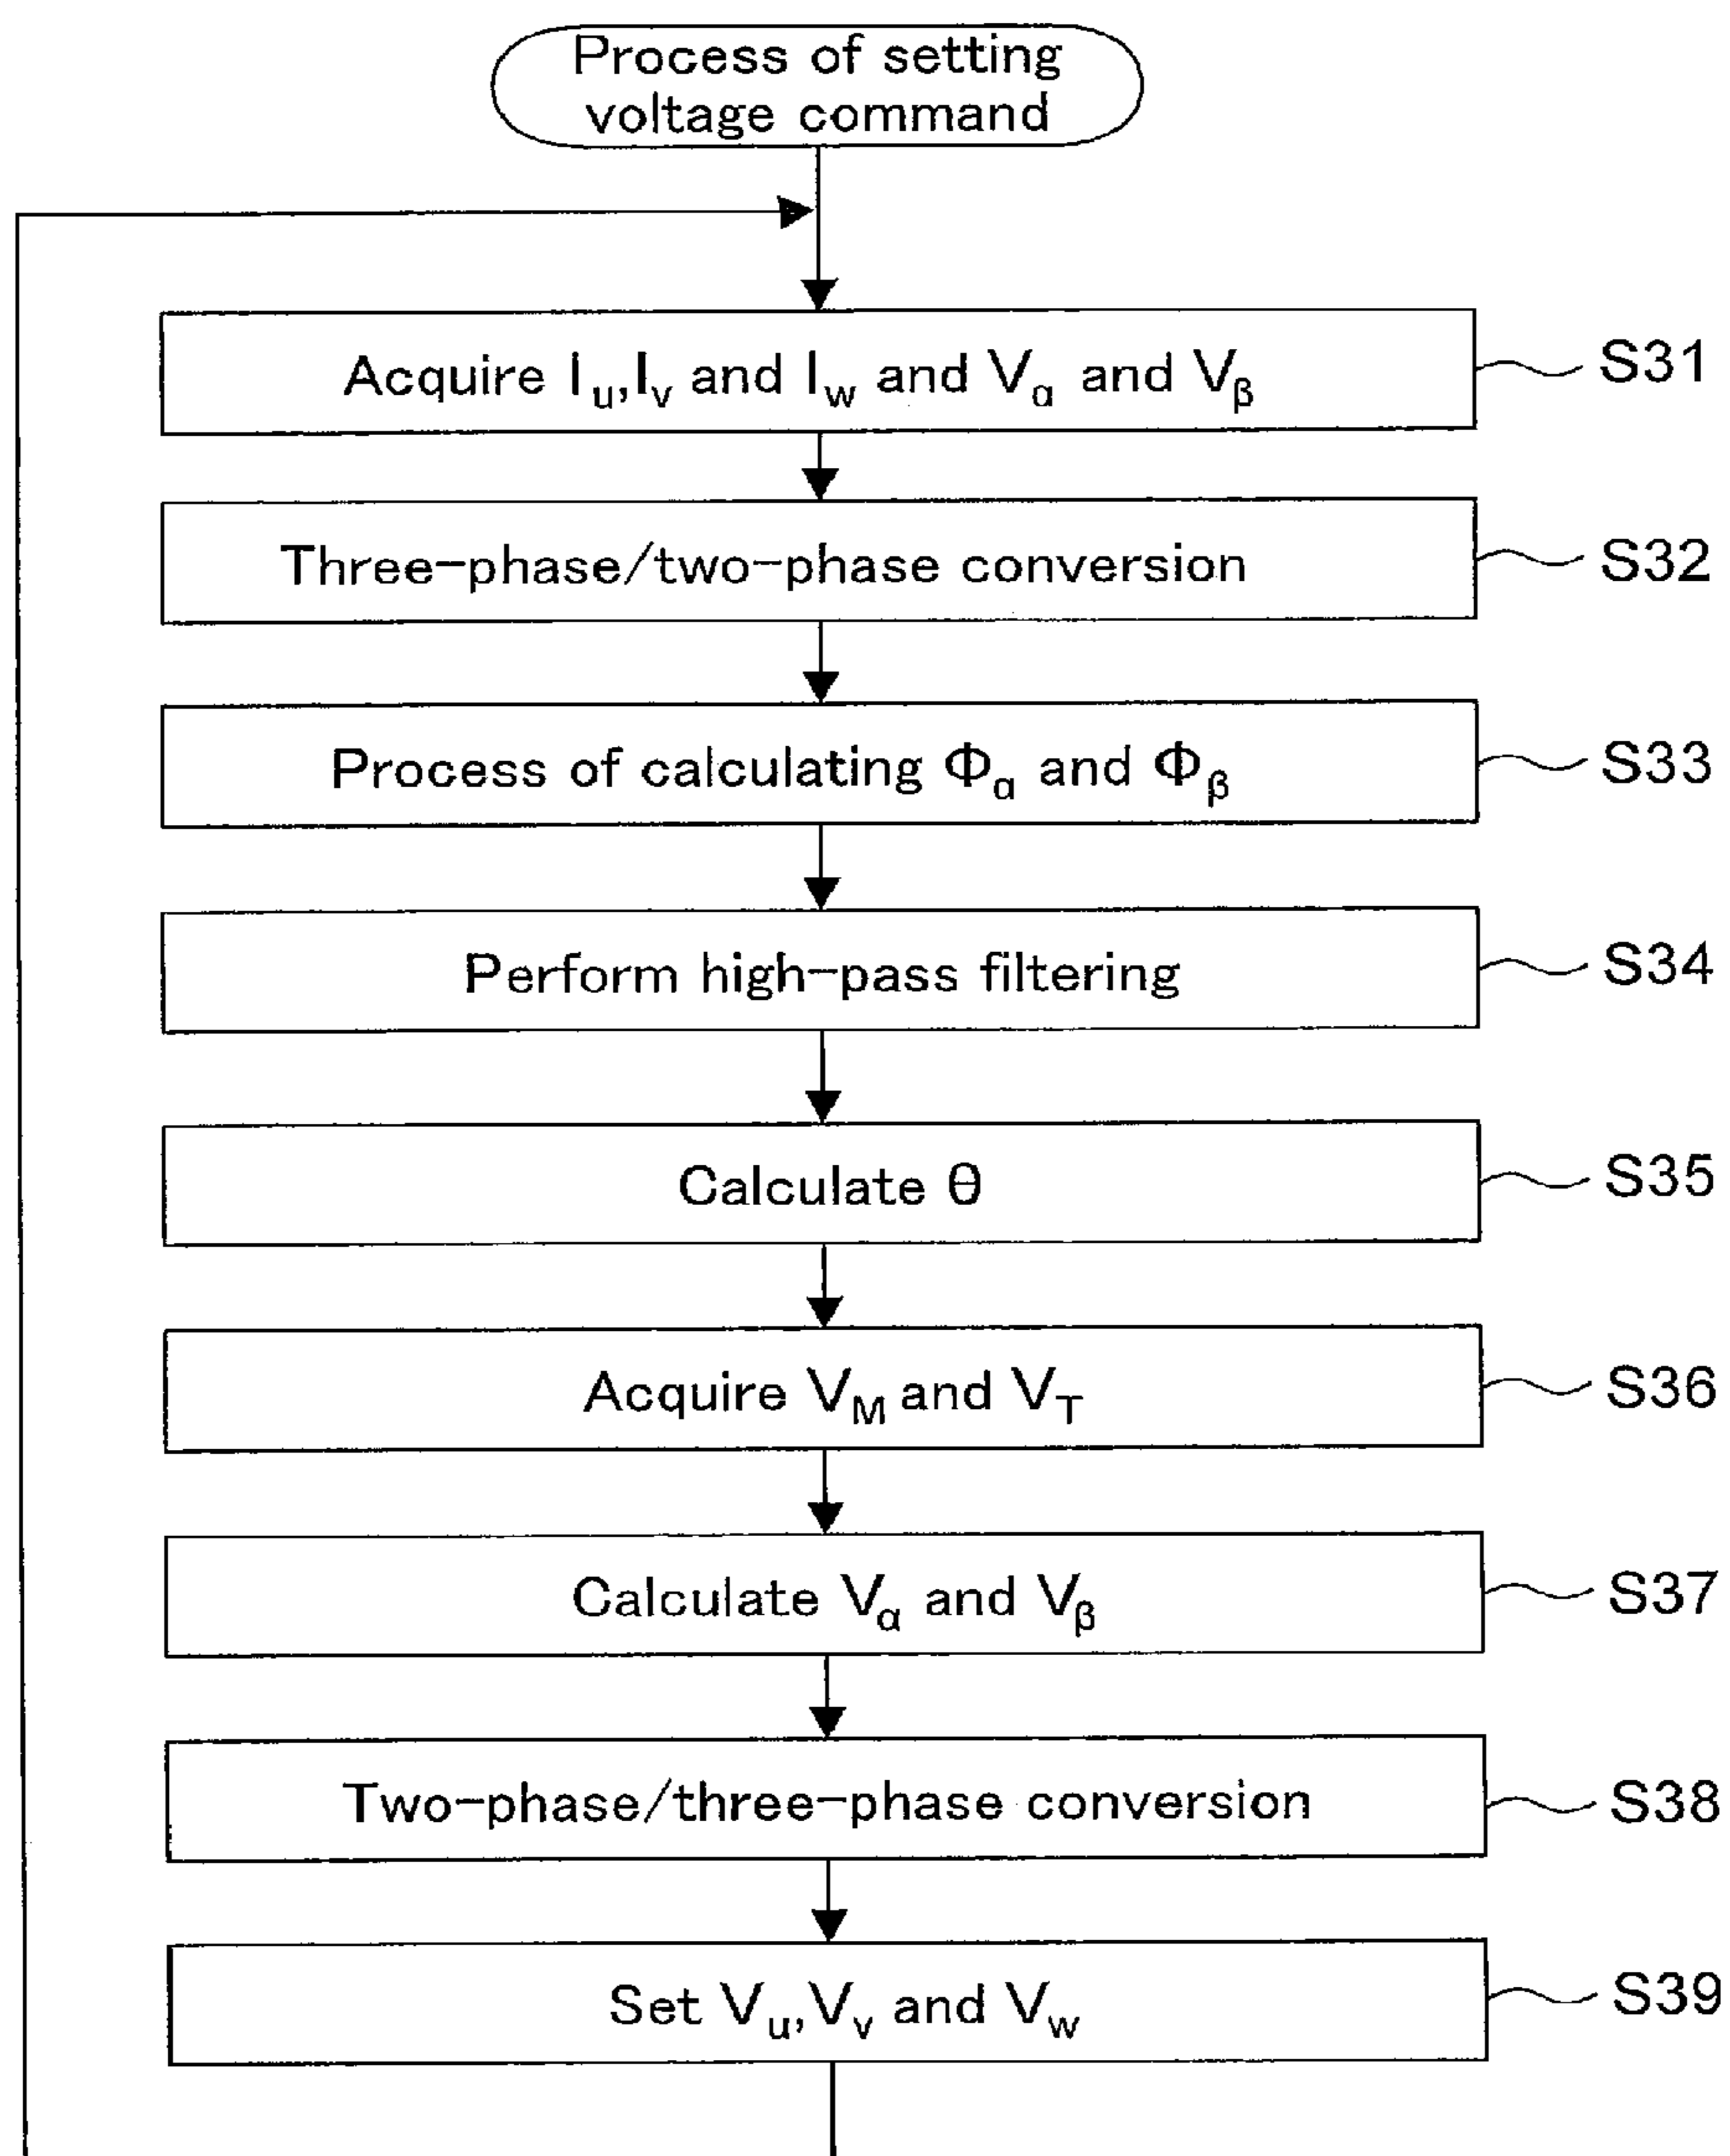 Process of setting
voltage command
Acquire Iu,Iv and Iw and Vα and Vβ
S31
Three-phase/two-phase conversion
S32
Process of calculating Φα and Φβ
S33
Perform high-pass filtering
S34
Calculate θ
S35
Acquire VM and VT
S36
Calculate Vα and Vβ
S37
Two-phase/three-phase conversion
S38
Set Vu,Vv and Vw
S39